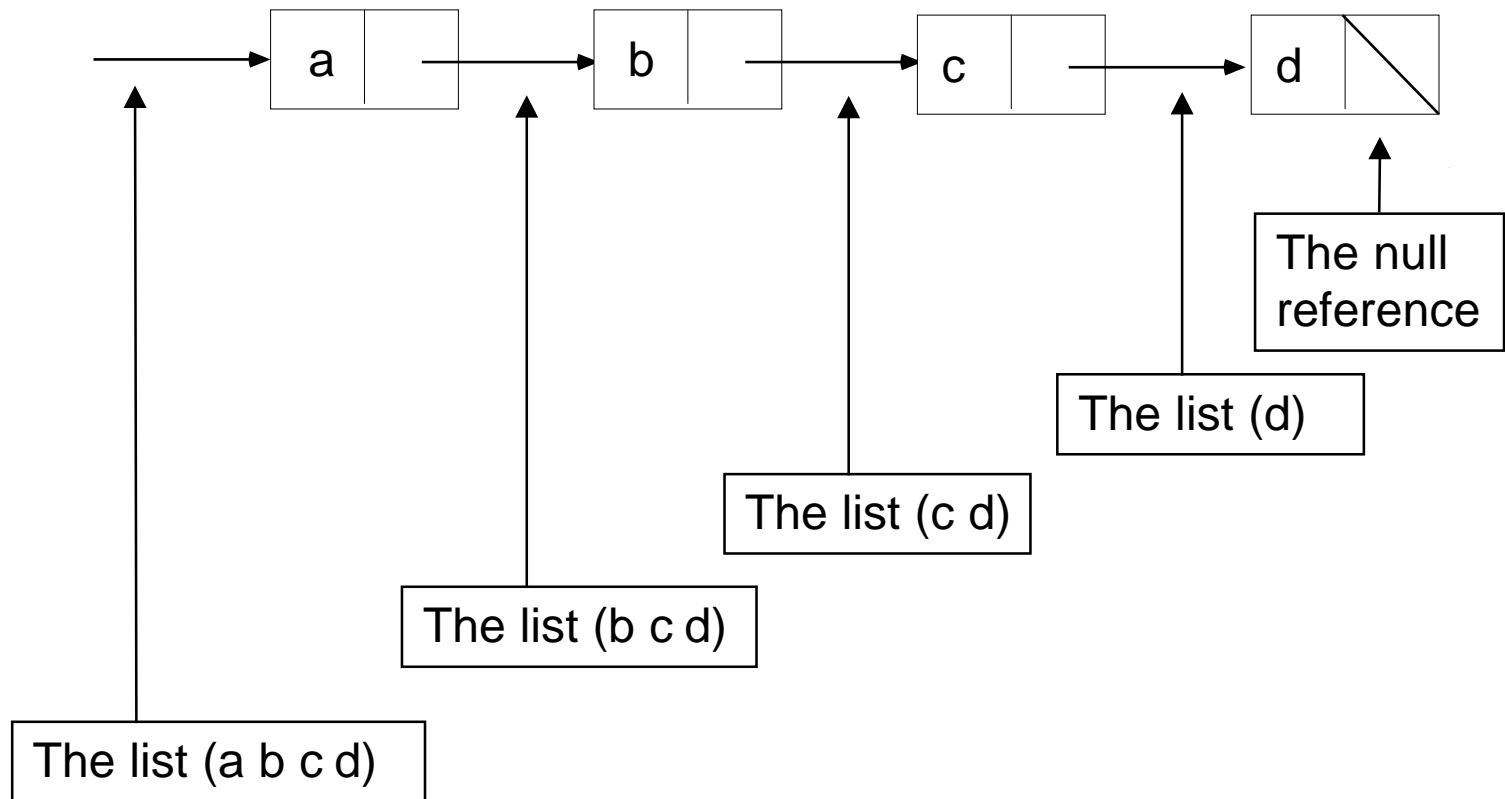 a
b
c
d
The null
reference
The list (d)
The list (c d)
The list (b c d)
The list (a b c d)